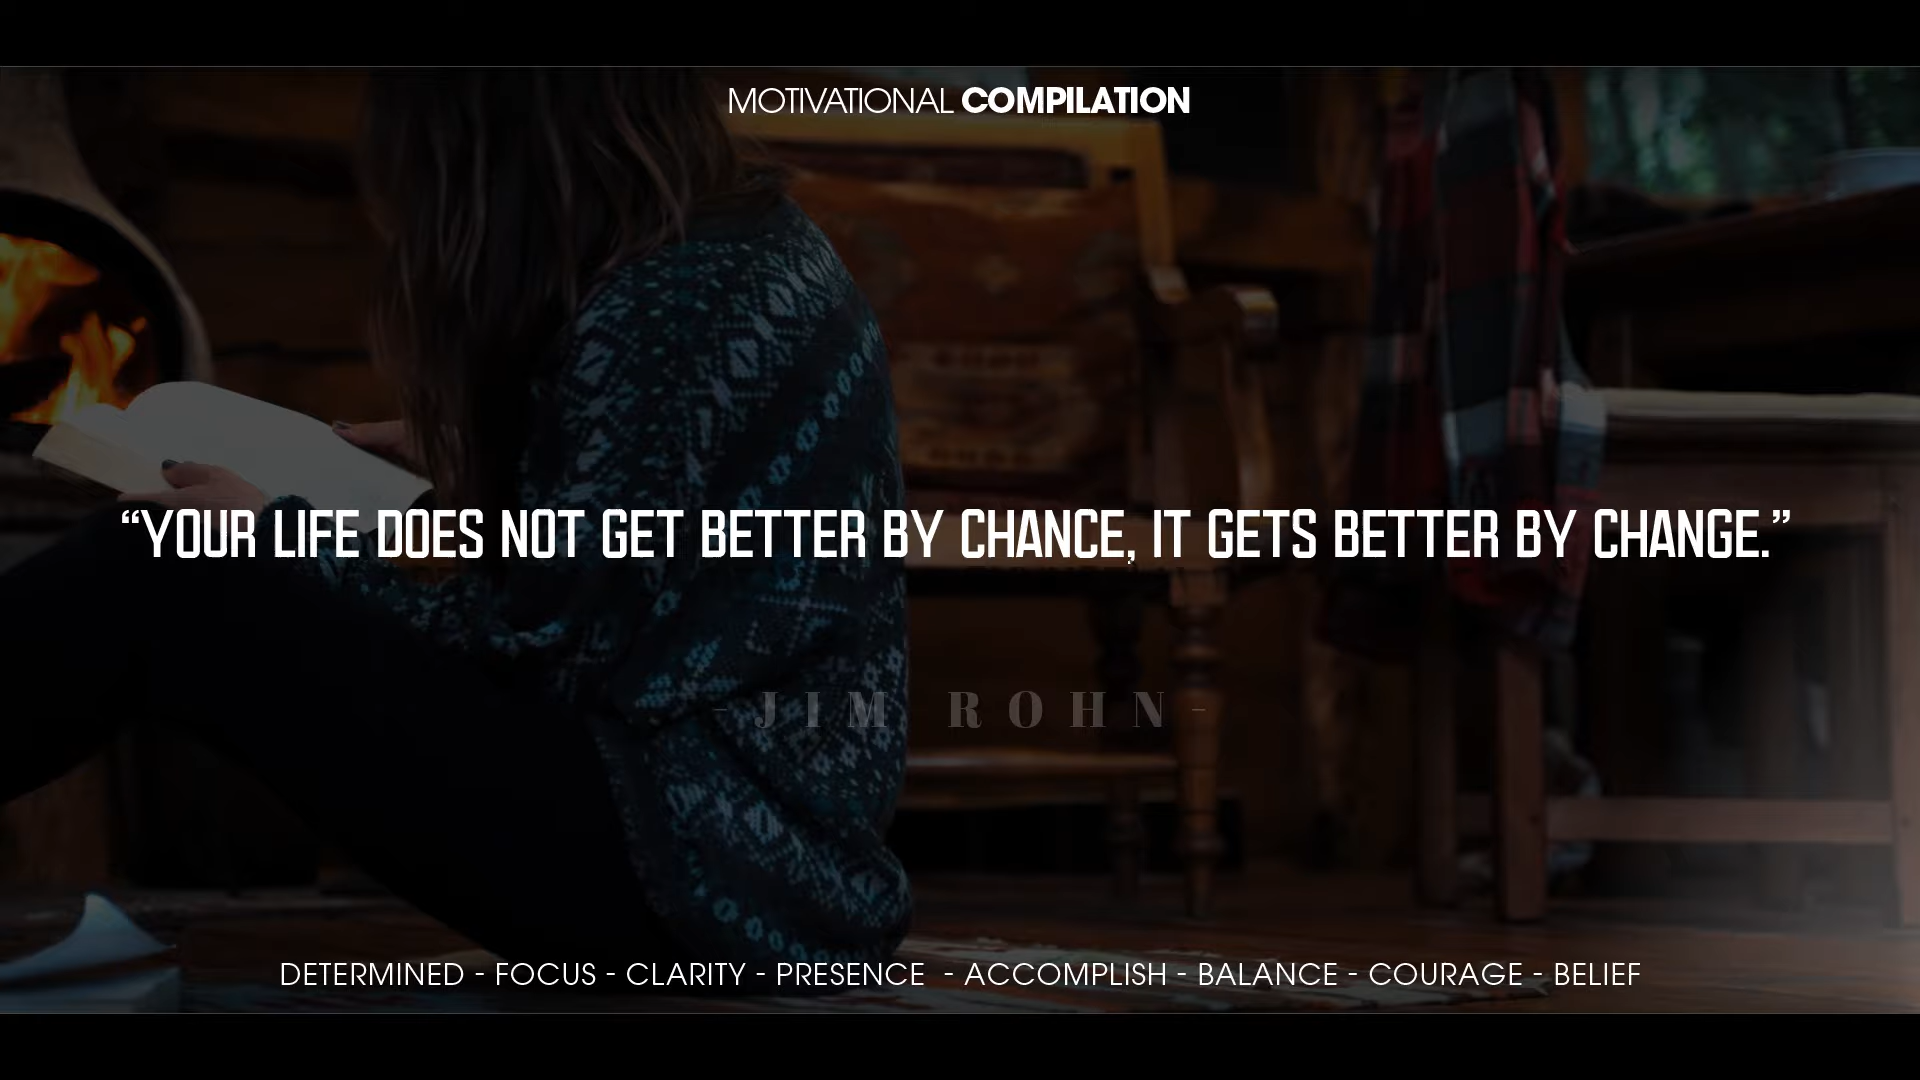 MOTIVATIONAL COMPILATION
“YOUR LIFE DOES NOT GET BETTER BY CHANCE, IT GETS BETTER BY CHANGE.”
- JIM ROHN -
DETERMINED - FOCUS - CLARITY - PRESENCE - ACCOMPLISH - BALANCE - COURAGE - BELIEF